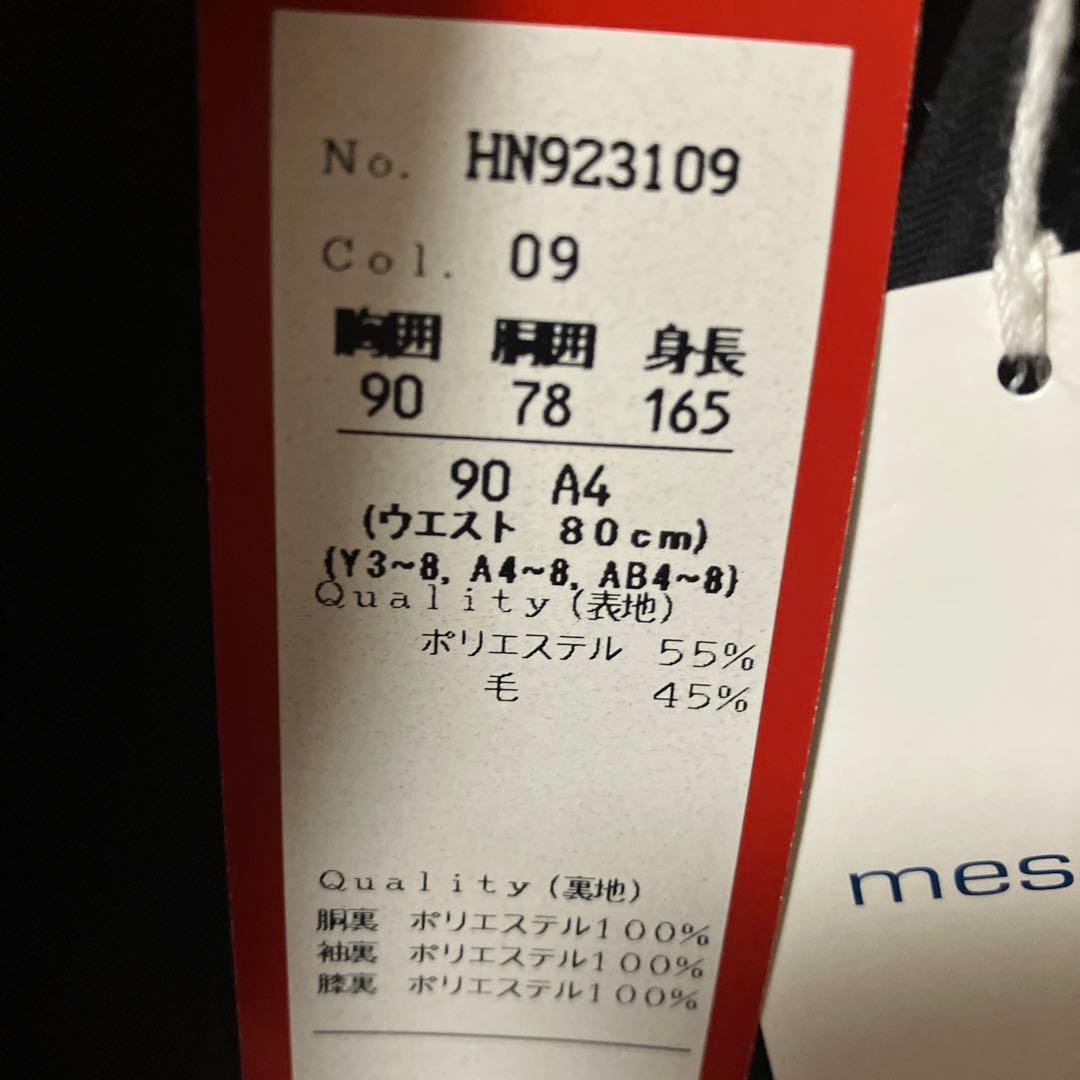 No. HN923109
Col. 09
胸囲 胴囲 身長
90 78 165
90 A4
(ウエスト 80cm)
(Y3~8, A4~8, AB4~8)
Quality(表地)
ポリエステル 55%
毛 45%
Quality(裏地)
胴裏 ポリエステル100%
袖裏 ポリエステル100%
膝裏 ポリエステル100%
mes